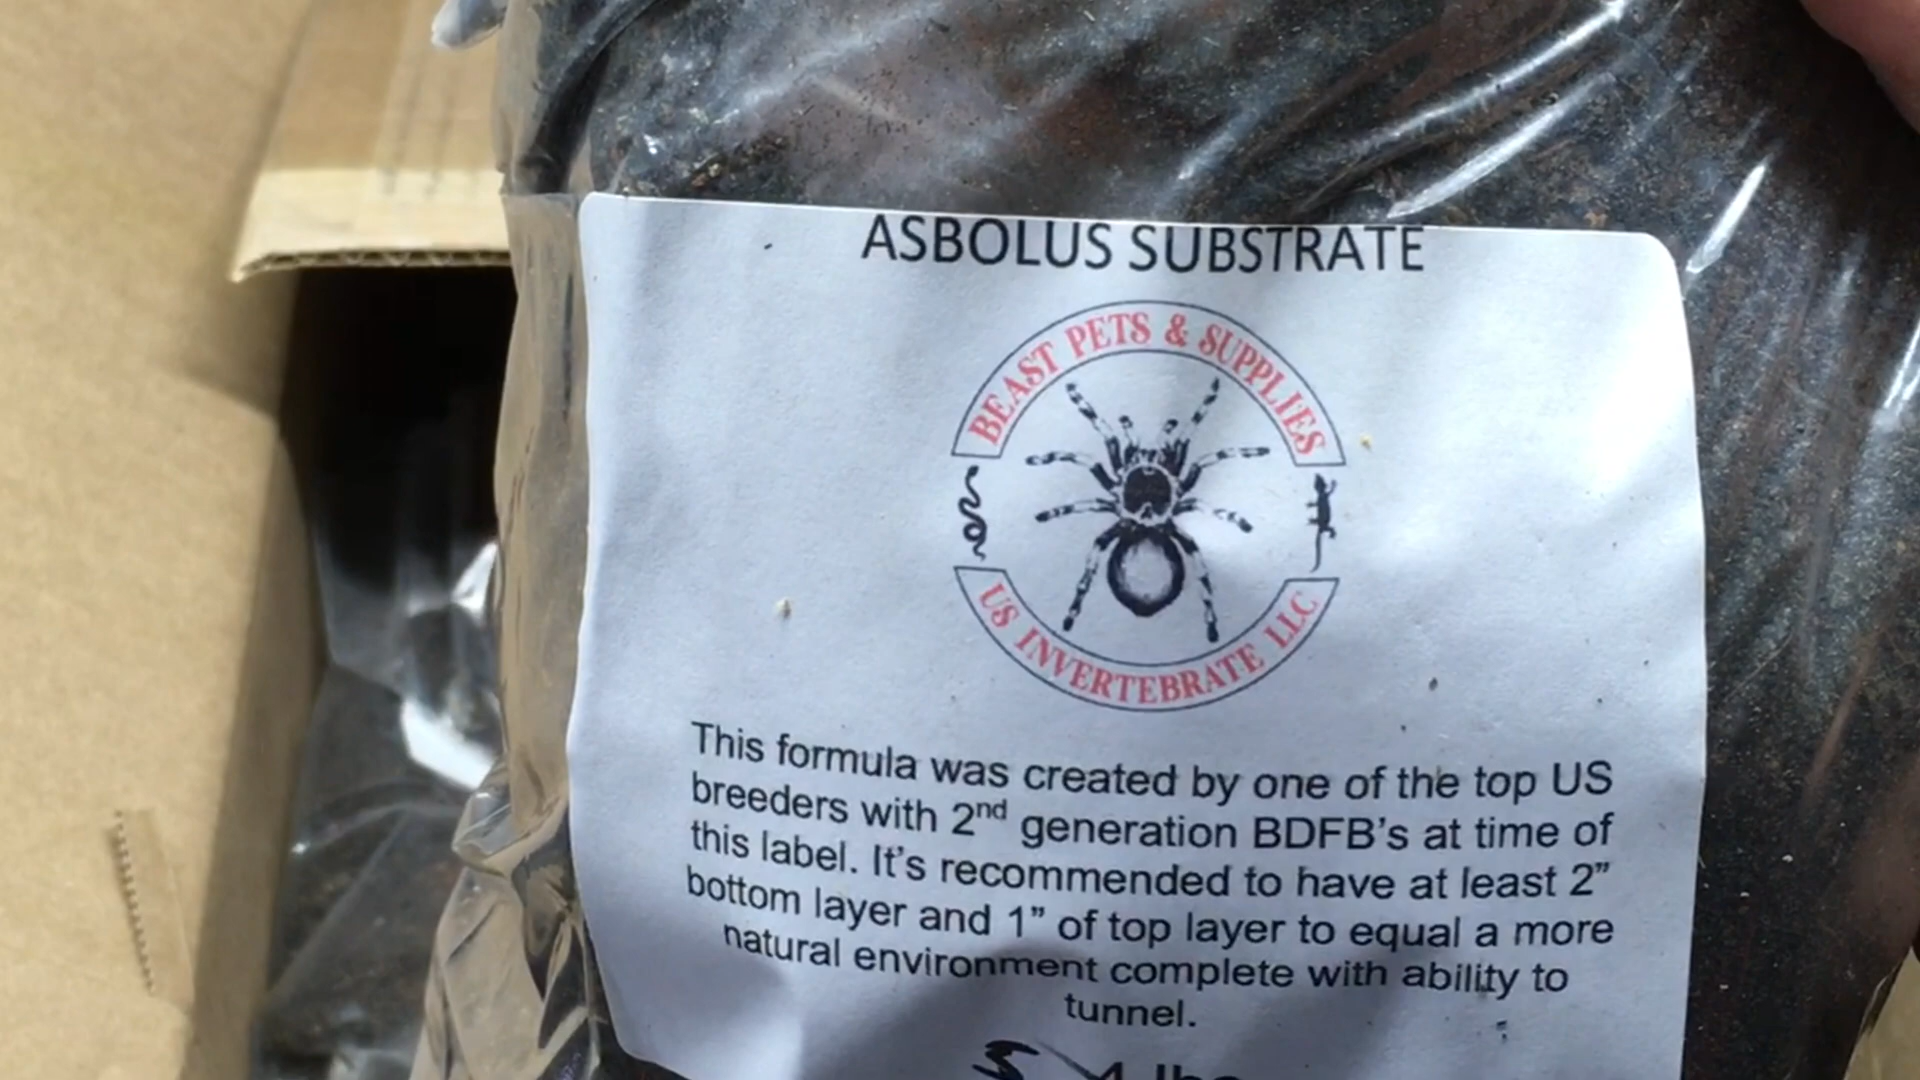 ASBOLUS SUBSTRATE
BEAST PETS & SUPPLIES
US INVERTEBRATE LLC
This formula was created by one of the top US
breeders with 2nd generation BDFB's at time of
this label. It's recommended to have at least 2"
bottom layer and 1" of top layer to equal a more
natural environment complete with ability to
tunnel.
5